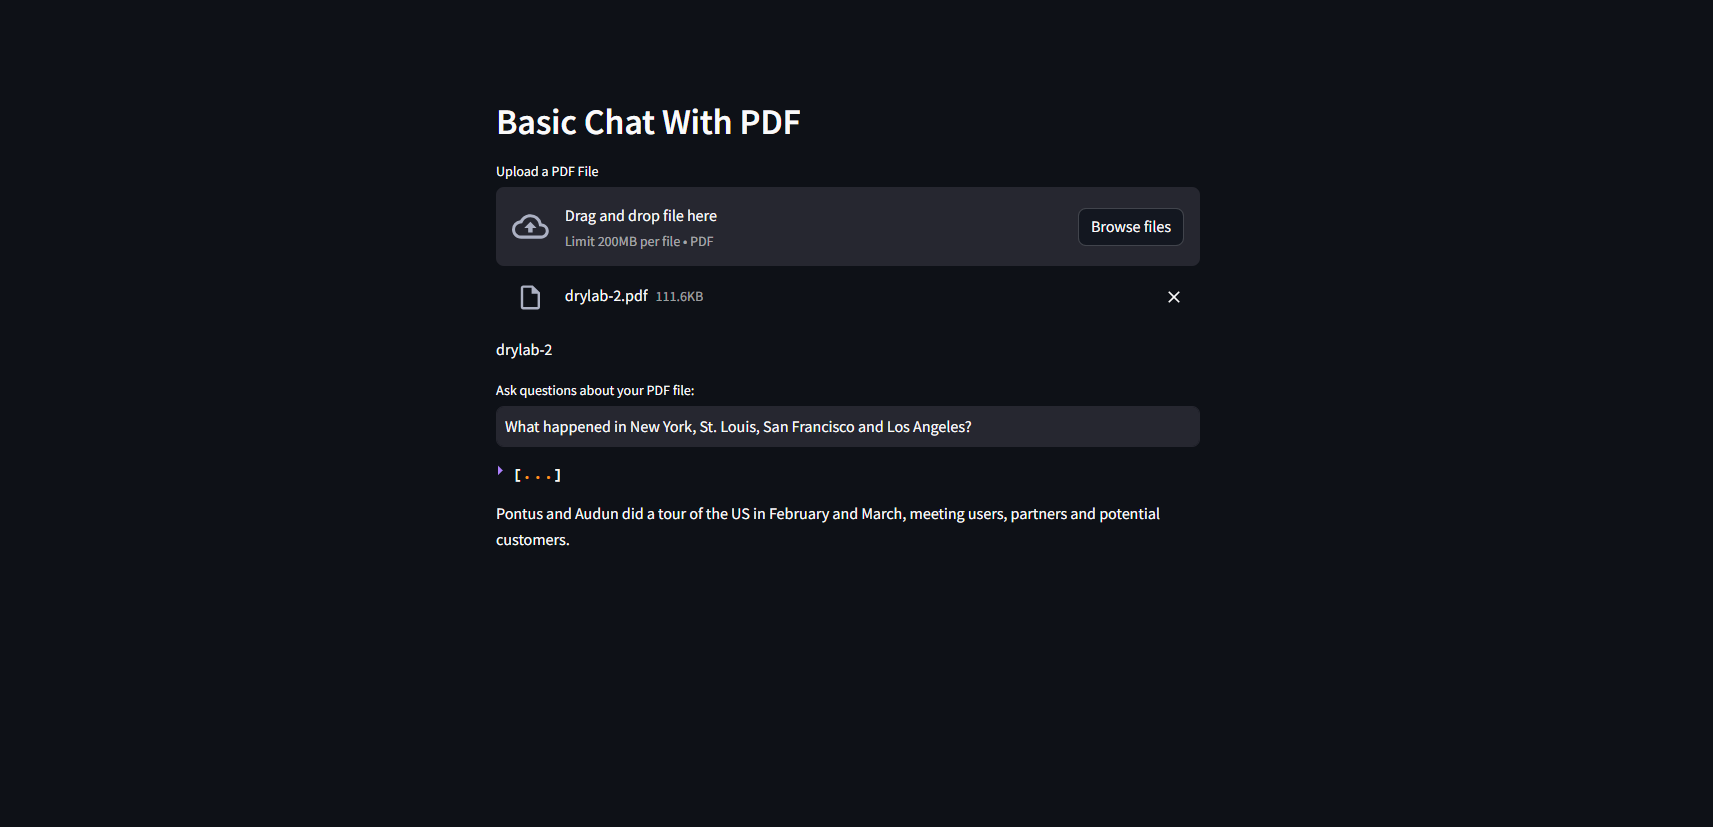 Basic Chat With PDF
Upload a PDF File
Drag and drop file here
Limit 200MB per file • PDF
Browse files
drylab-2.pdf 111.6KB
drylab-2
Ask questions about your PDF file:
What happened in New York, St. Louis, San Francisco and Los Angeles?
[...]
Pontus and Audun did a tour of the US in February and March, meeting users, partners and potential
customers.